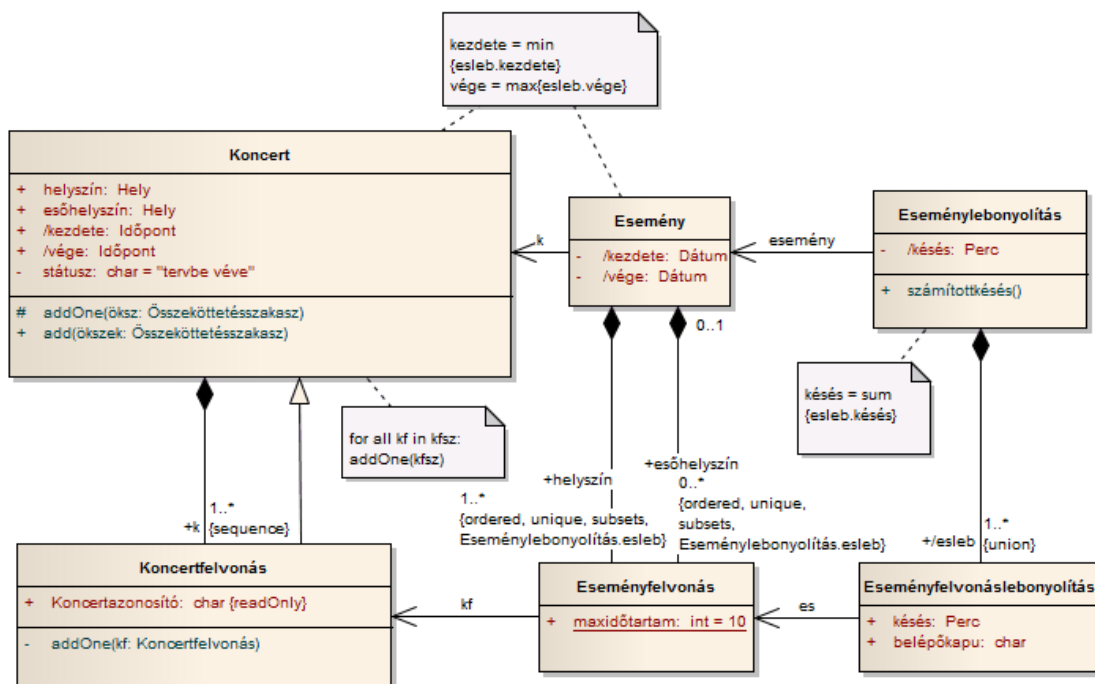 kezdete = min
{esleb.kezdete}
vége = max{esleb.vége}
Koncert
+ helyszín: Hely
+ esőhelyszín: Hely
+ /kezdete: Időpont
+ /vége: Időpont
- státusz: char = "tervbe véve"
# addOne(öksz: Összeköttetésszakasz)
+ add(ökszek: Összeköttetésszakasz)
k
Esemény
- /kezdete: Dátum
- /vége: Dátum
esemény
Eseménylebonyolítás
- /késés: Perc
+ számítottkésés()
0..1
késés = sum
{esleb.késés}
for all kf in kfsz:
addOne(kfsz)
+helyszín
1..*
{ordered, unique, subsets,
Eseménylebonyolítás.esleb}
+esőhelyszín
0..*
{ordered, unique,
subsets,
Eseménylebonyolítás.esleb}
1..*
+k {sequence}
1..*
+/esleb {union}
Koncertfelvonás
+ Koncertazonosító: char {readOnly}
- addOne(kf: Koncertfelvonás)
kf
Eseményfelvonás
+ maxidőtartam: int = 10
es
Eseményfelvonáslebonyolítás
+ késés: Perc
+ belépőkapu: char